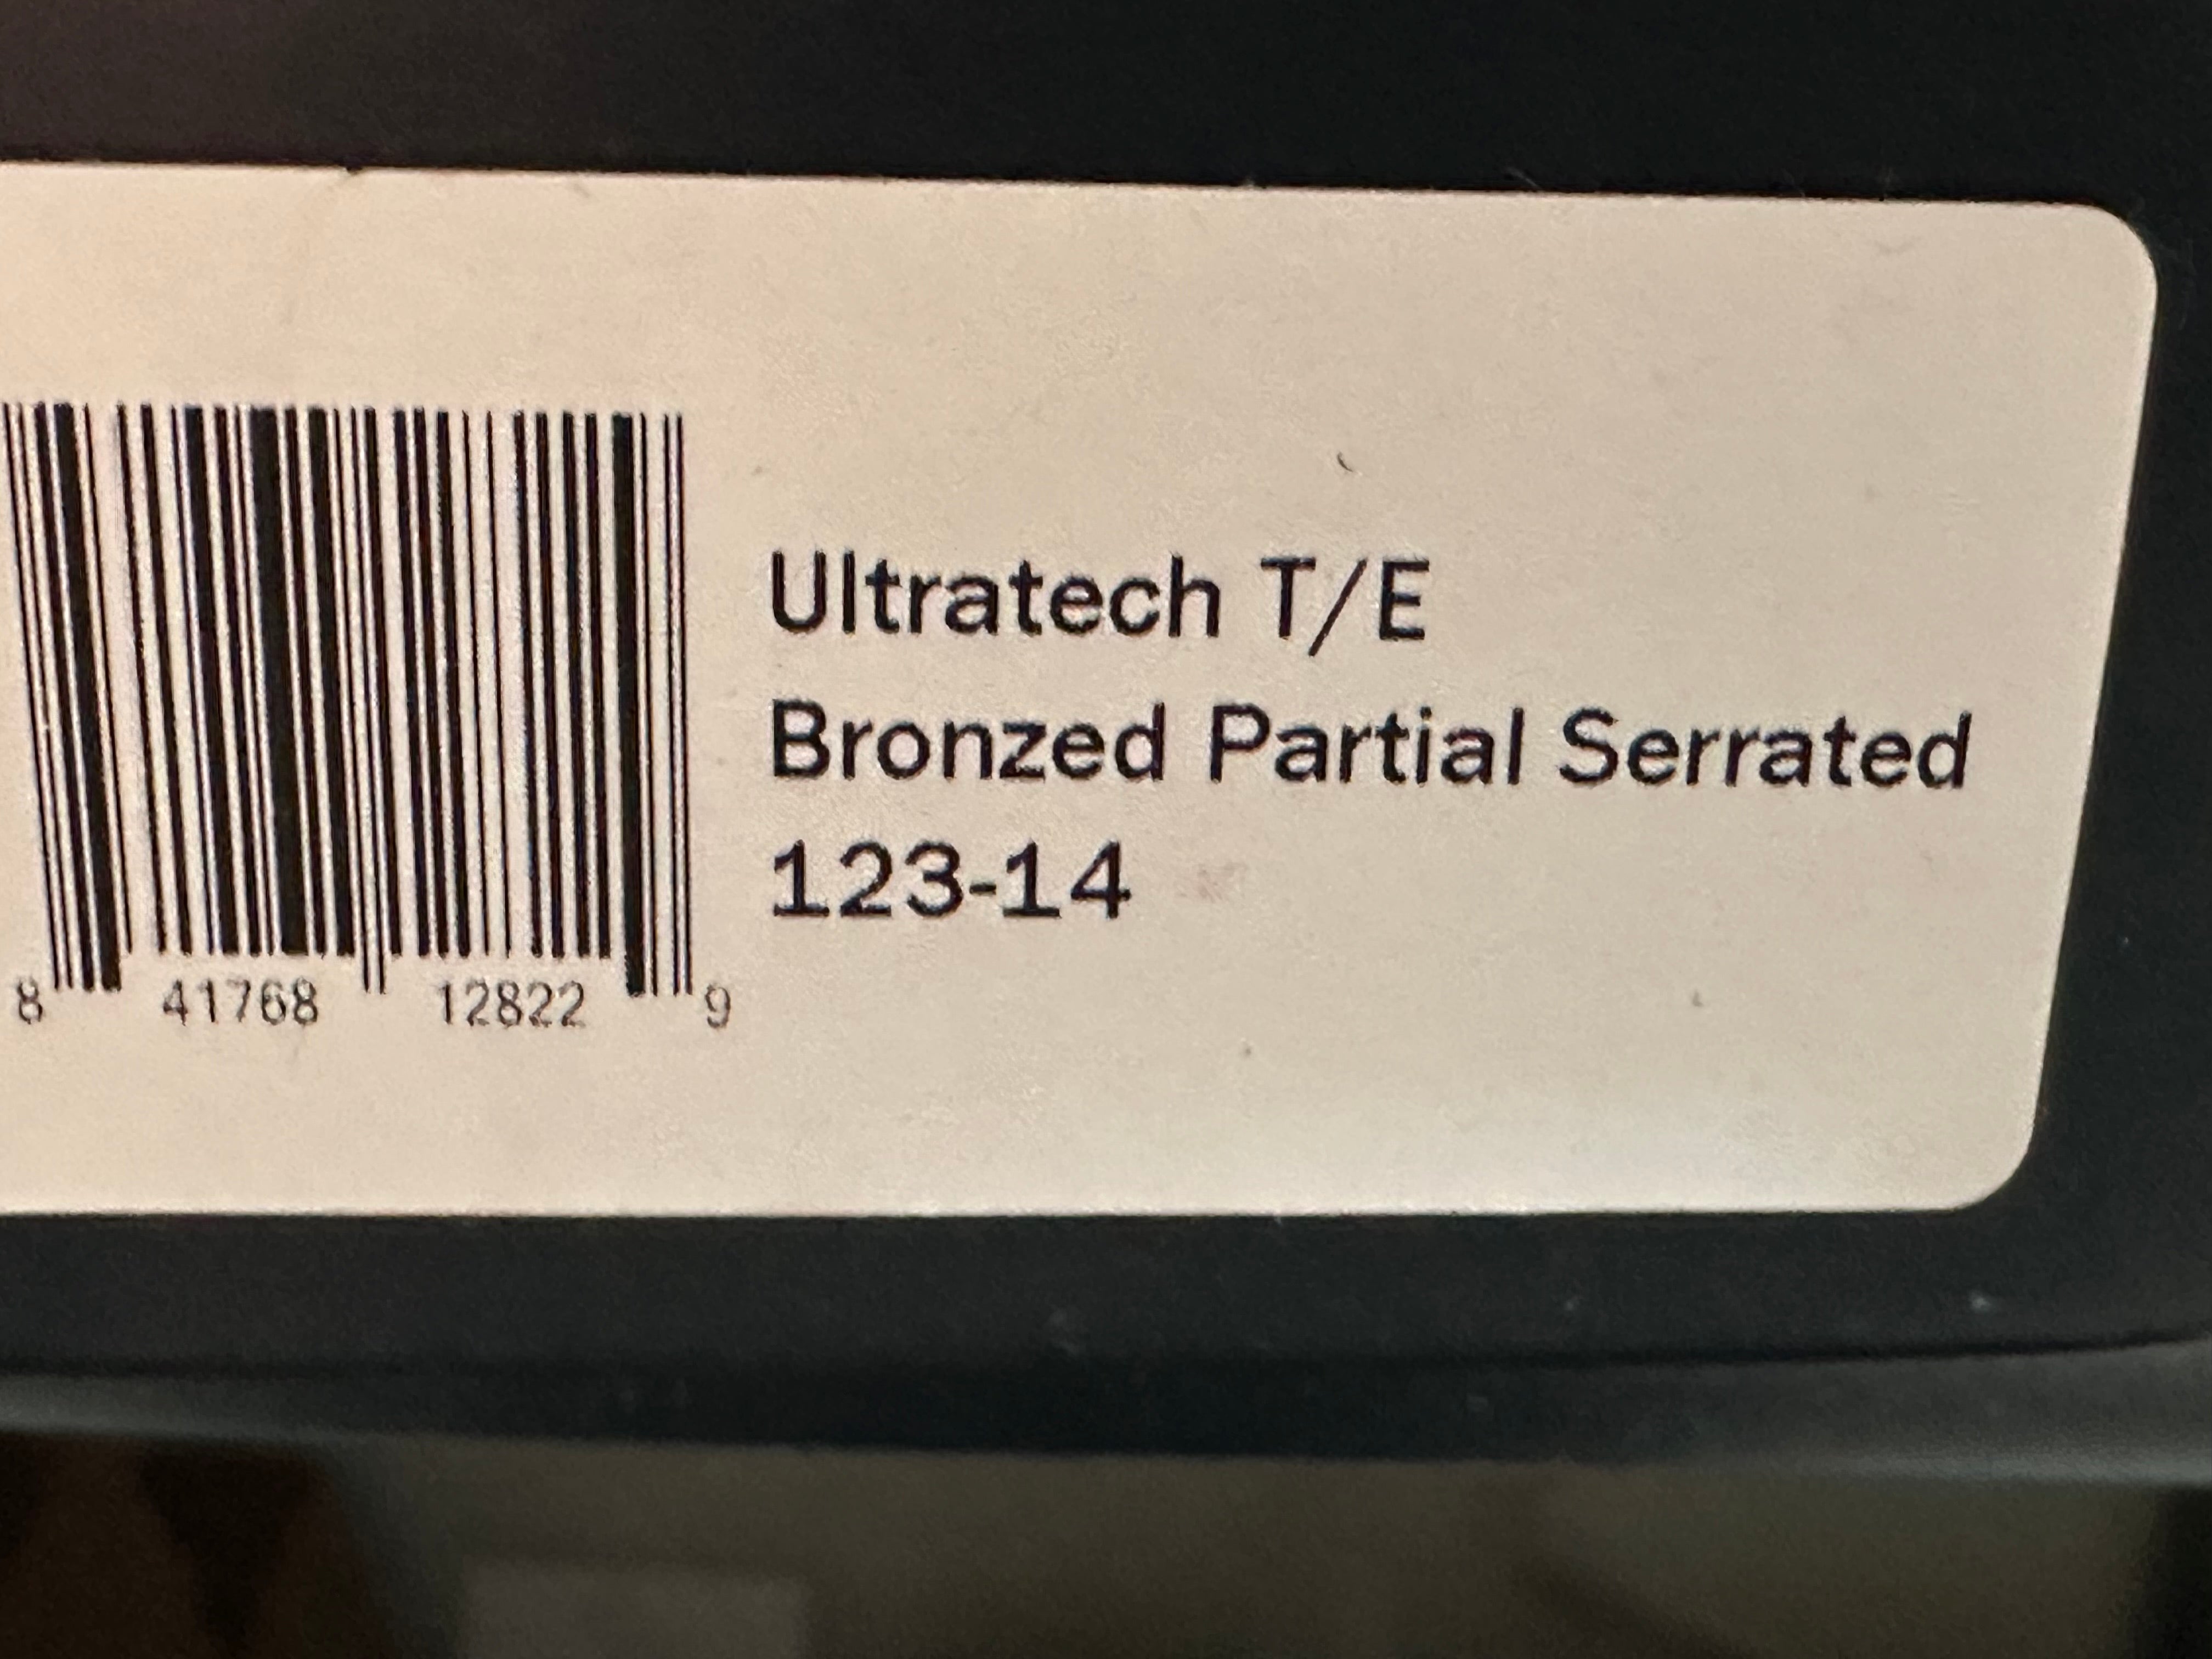 Ultratech T/E
Bronzed Partial Serrated
123-14
8 41768 12822 9